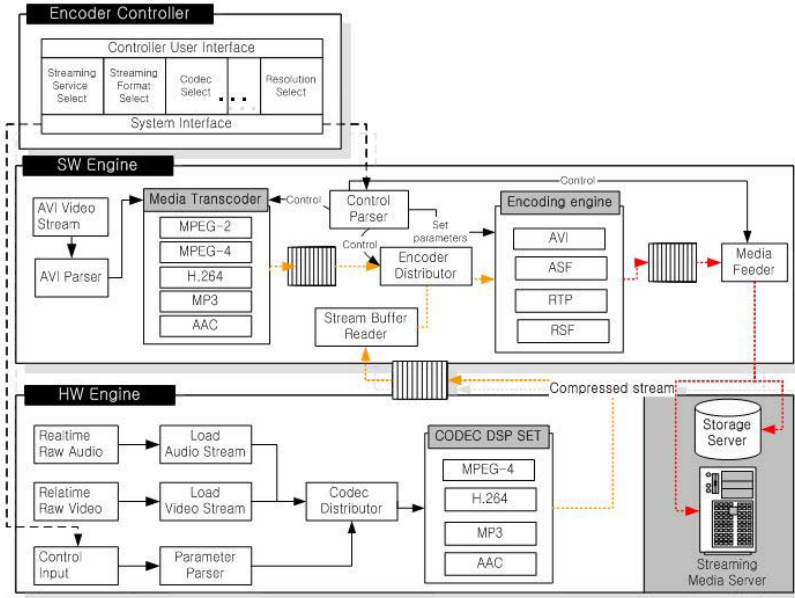 Encoder Controller
Controller User Interface
Streaming
Service
Select
Streaming
Format
Select
Codec
Select
...
Resolution
Select
System Interface
SW Engine
AVI Video
Stream
AVI Parser
Media Transcoder
MPEG-2
MPEG-4
H.264
MP3
AAC
Control
Control
Parser
Control
Set
parameters
Control
Encoder
Distributor
Stream Buffer
Reader
Encoding engine
AVI
ASF
RTP
RSF
Media
Feeder
Compressed stream
HW Engine
Realtime
Raw Audio
Load
Audio Stream
Relatime
Raw Video
Load
Video Stream
Control
Input
Parameter
Parser
Codec
Distributor
CODEC DSP SET
MPEG-4
H.264
MP3
AAC
Storage
Server
Streaming
Media Server